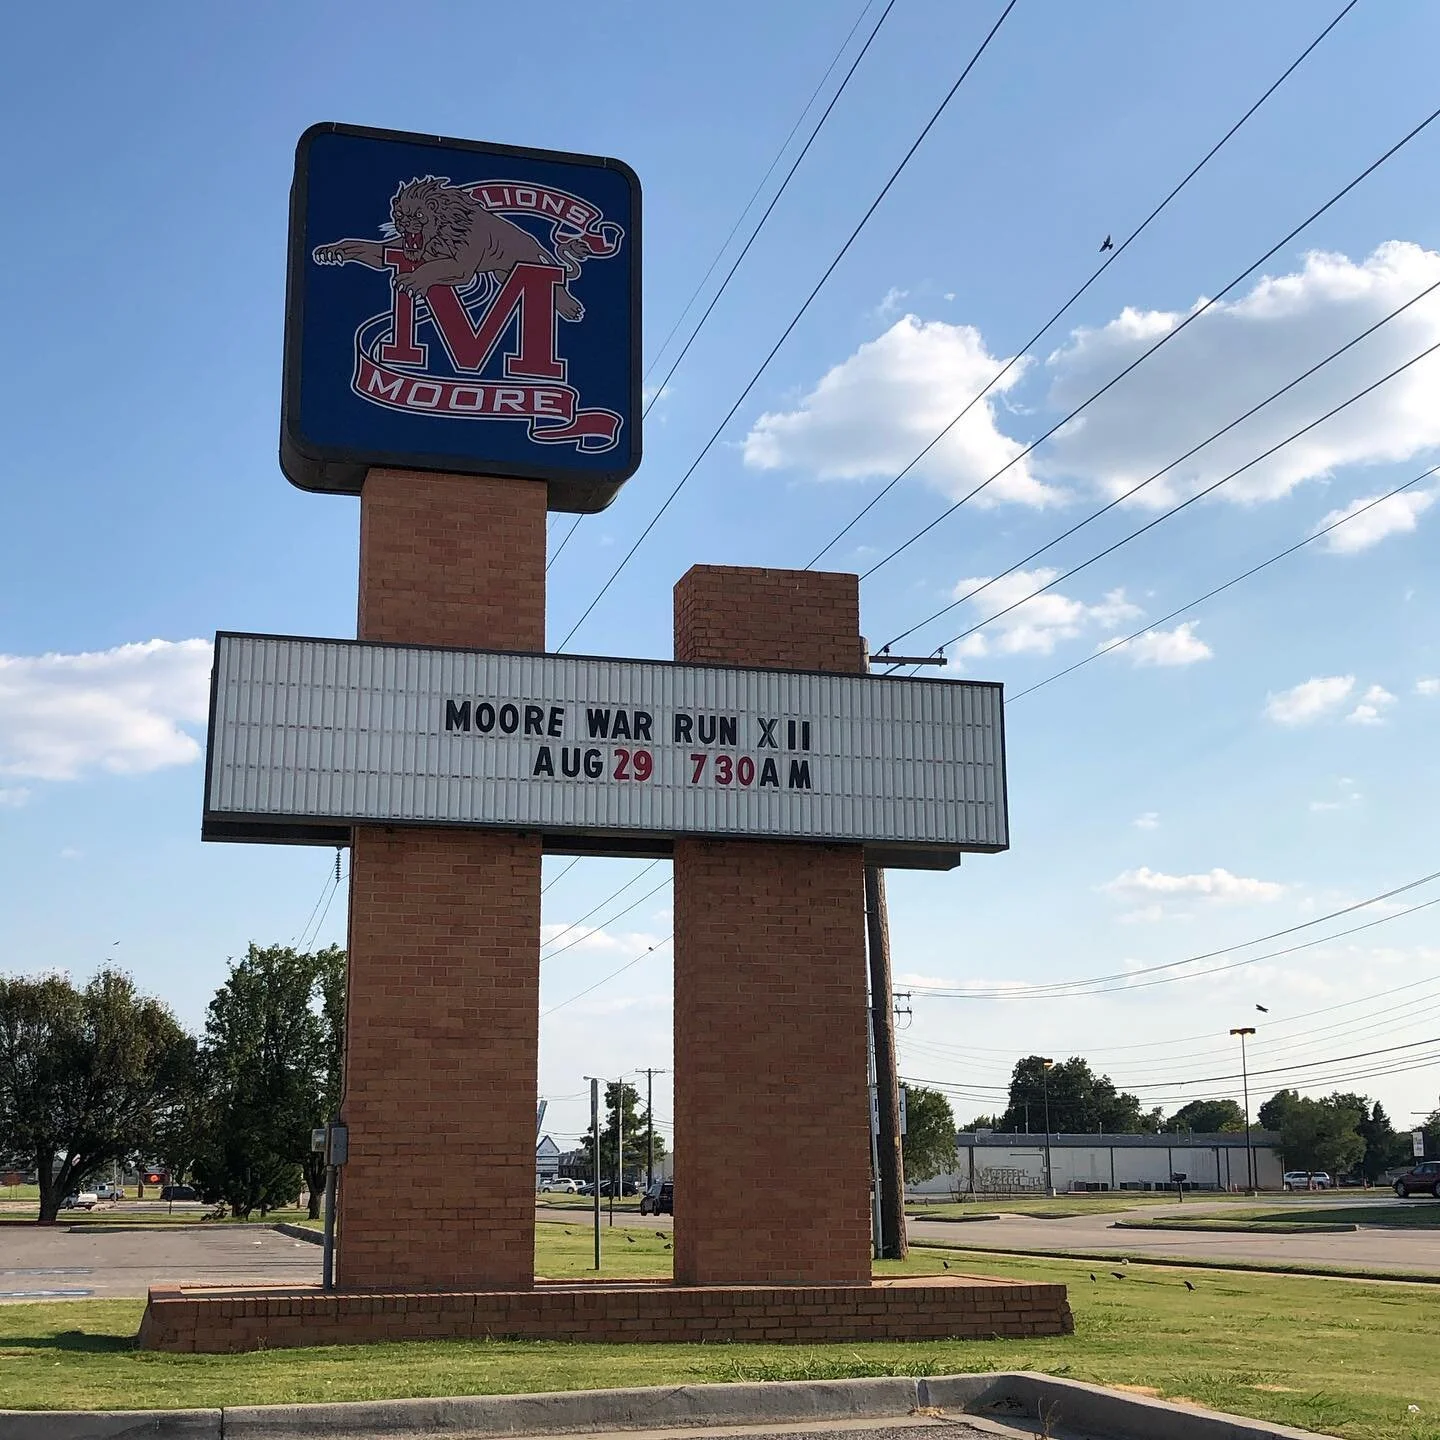 LIONS
M
MOORE
MOORE WAR RUN XII
AUG 29 730AM